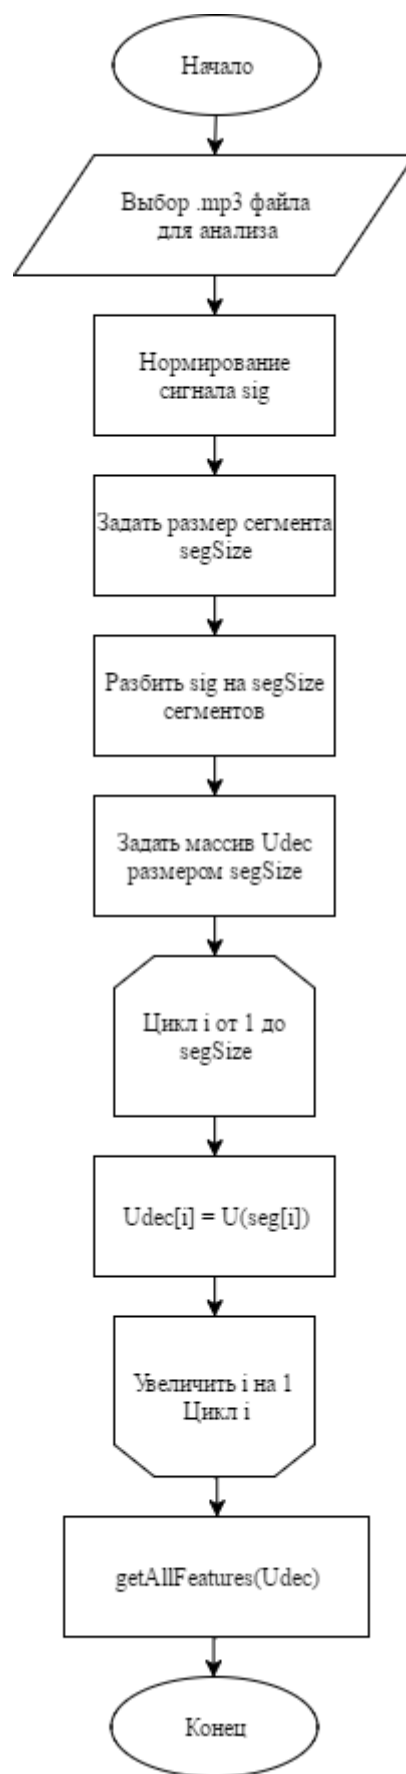 Начало
Выбор .mp3 файла
для анализа
Нормирование
сигнала sig
Задать размер сегмента
segSize
Разбить sig на segSize
сегментов
Задать массив Udec
размером segSize
Цикл i от 1 до
segSize
Udec[i] = U(seg[i])
Увеличить i на 1
Цикл i
getAllFeatures(Udec)
Конец